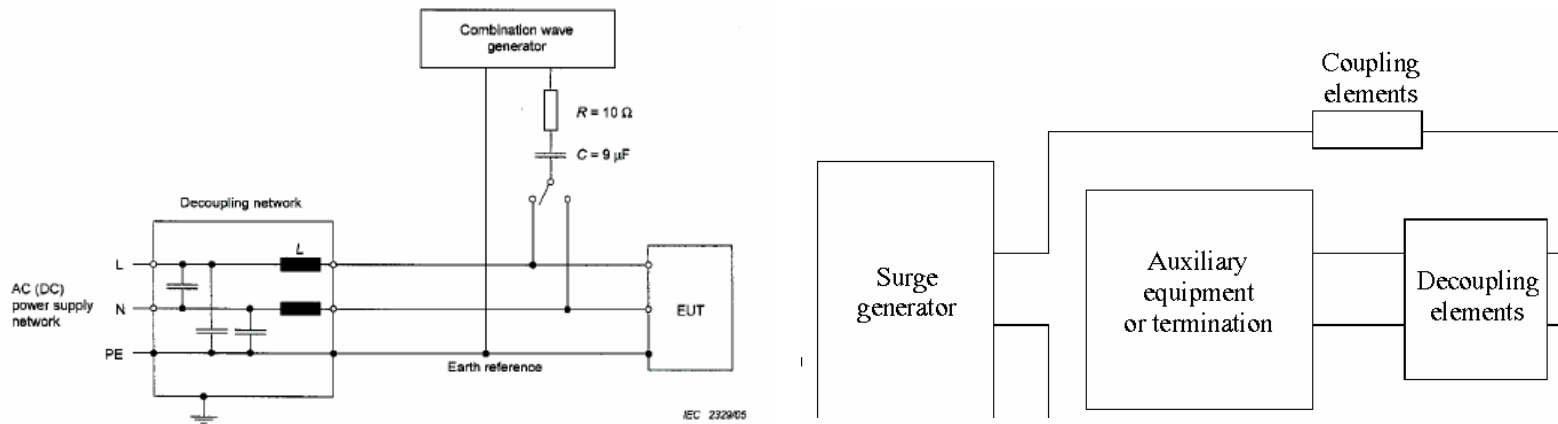 Combination wave
generator
R = 10 Ω
C = 9 μF
Decoupling network
L
L
AC (DC)
power supply
network
N
EUT
PE
Earth reference
IEC 2329/05
Coupling
elements
Surge
generator
Auxiliary
equipment
or termination
Decoupling
elements